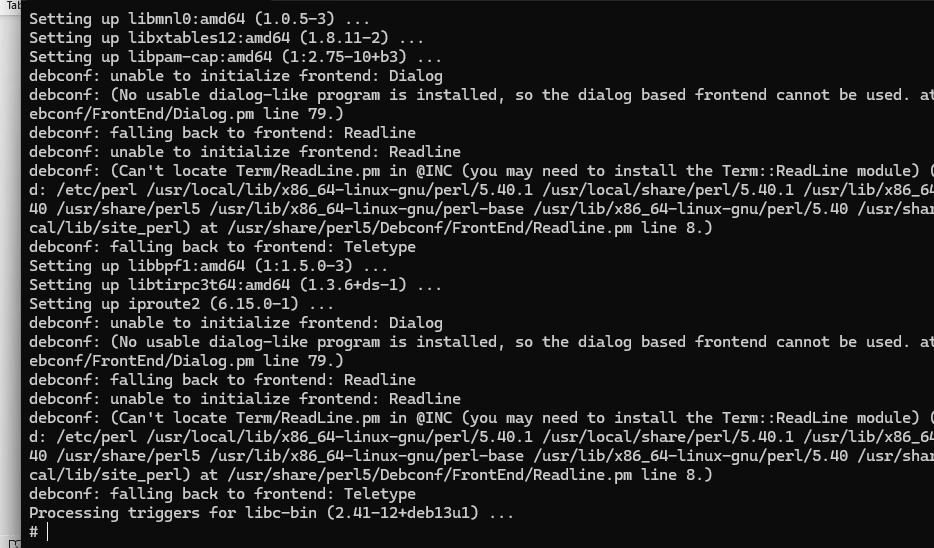 Tab
Setting up libmnl0:amd64 (1.0.5-3) ...
Setting up libxtables12:amd64 (1.8.11-2) ...
Setting up libpam-cap:amd64 (1:2.75-10+b3) ...
debconf: unable to initialize frontend: Dialog
debconf: (No usable dialog-like program is installed, so the dialog based frontend cannot be used. at
ebconf/FrontEnd/Dialog.pm line 79.)
debconf: falling back to frontend: Readline
debconf: unable to initialize frontend: Readline
debconf: (Can't locate Term/ReadLine.pm in @INC (you may need to install the Term::ReadLine module) (
d: /etc/perl /usr/local/lib/x86_64-linux-gnu/perl/5.40.1 /usr/local/share/perl/5.40.1 /usr/lib/x86_64
40 /usr/share/perl5 /usr/lib/x86_64-linux-gnu/perl-base /usr/lib/x86_64-linux-gnu/perl/5.40 /usr/shar
cal/lib/site_perl) at /usr/share/perl5/Debconf/FrontEnd/Readline.pm line 8.)
debconf: falling back to frontend: Teletype
Setting up libbpf1:amd64 (1:1.5.0-3) ...
Setting up libtirpc3t64:amd64 (1.3.6+ds-1) ...
Setting up iproute2 (6.15.0-1) ...
debconf: unable to initialize frontend: Dialog
debconf: (No usable dialog-like program is installed, so the dialog based frontend cannot be used. at
ebconf/FrontEnd/Dialog.pm line 79.)
debconf: falling back to frontend: Readline
debconf: unable to initialize frontend: Readline
debconf: (Can't locate Term/ReadLine.pm in @INC (you may need to install the Term::ReadLine module) (
d: /etc/perl /usr/local/lib/x86_64-linux-gnu/perl/5.40.1 /usr/local/share/perl/5.40.1 /usr/lib/x86_64
40 /usr/share/perl5 /usr/lib/x86_64-linux-gnu/perl-base /usr/lib/x86_64-linux-gnu/perl/5.40 /usr/shar
cal/lib/site_perl) at /usr/share/perl5/Debconf/FrontEnd/Readline.pm line 8.)
debconf: falling back to frontend: Teletype
Processing triggers for libc-bin (2.41-12+deb13u1) ...
#